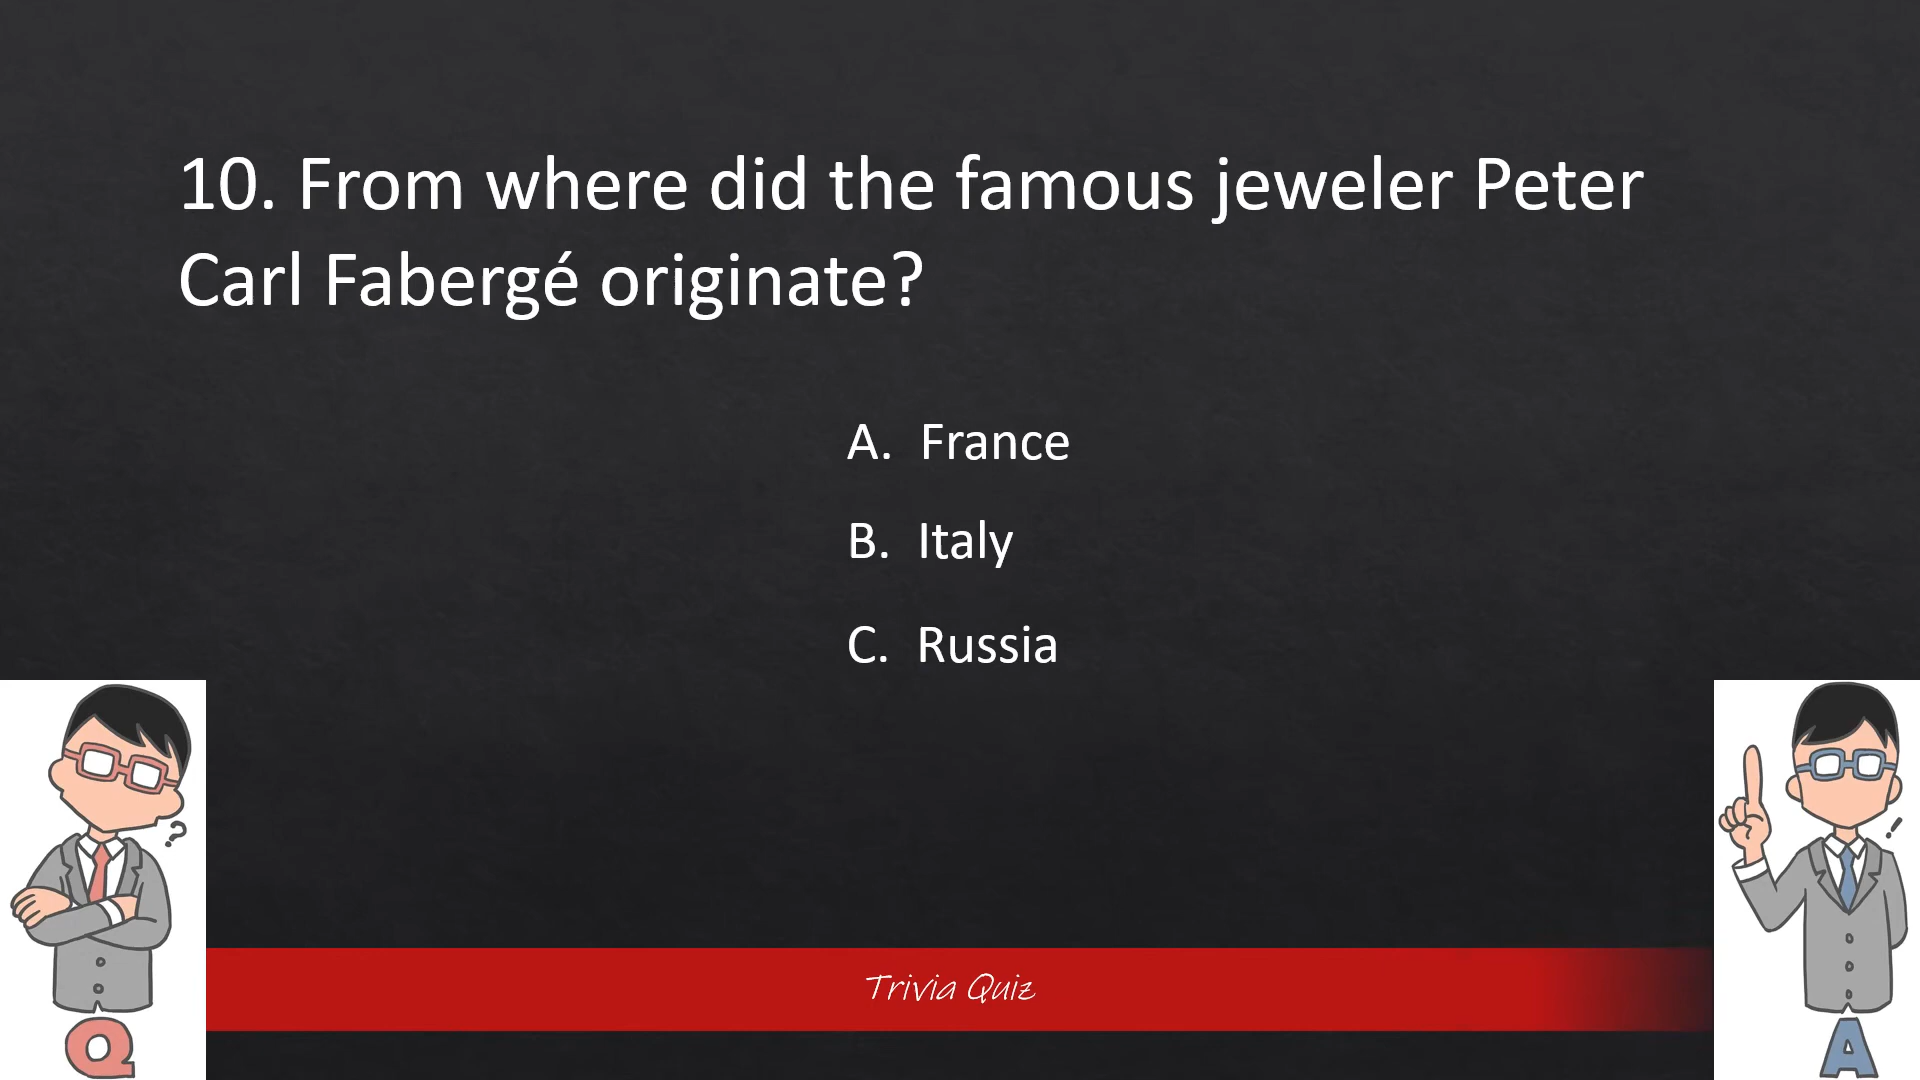 10. From where did the famous jeweler Peter
Carl Fabergé originate?
A. France
B. Italy
C. Russia
?
!
Trivia Quiz
Q
A